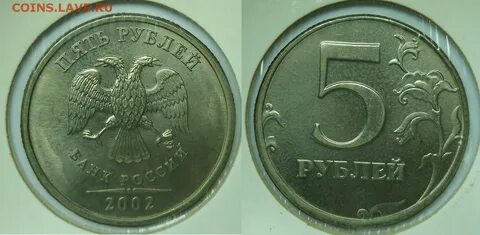 COINS.LAVE.RU
ПЯТЬ РУБЛЕЙ
БАНК РОССИИ
2002
5
РУБЛЕЙ